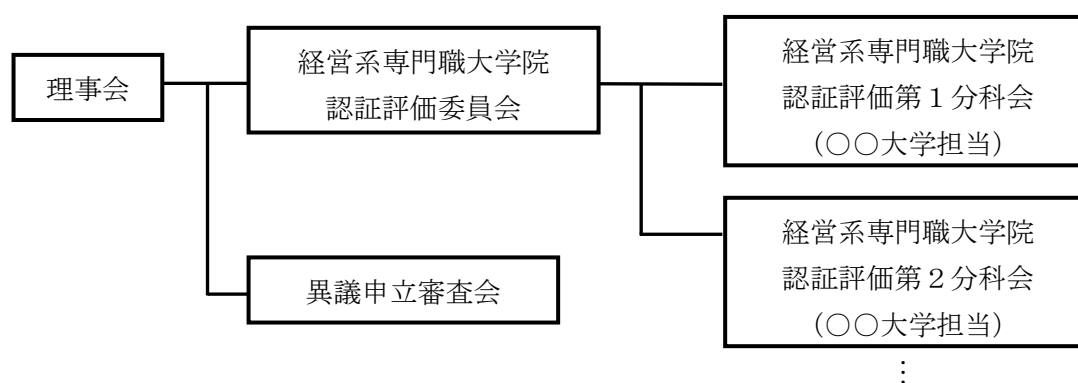 理事会
経営系専門職大学院
認証評価委員会
異議申立審査会
経営系専門職大学院
認証評価第１分科会
（○○大学担当）
経営系専門職大学院
認証評価第２分科会
（○○大学担当）
⋮